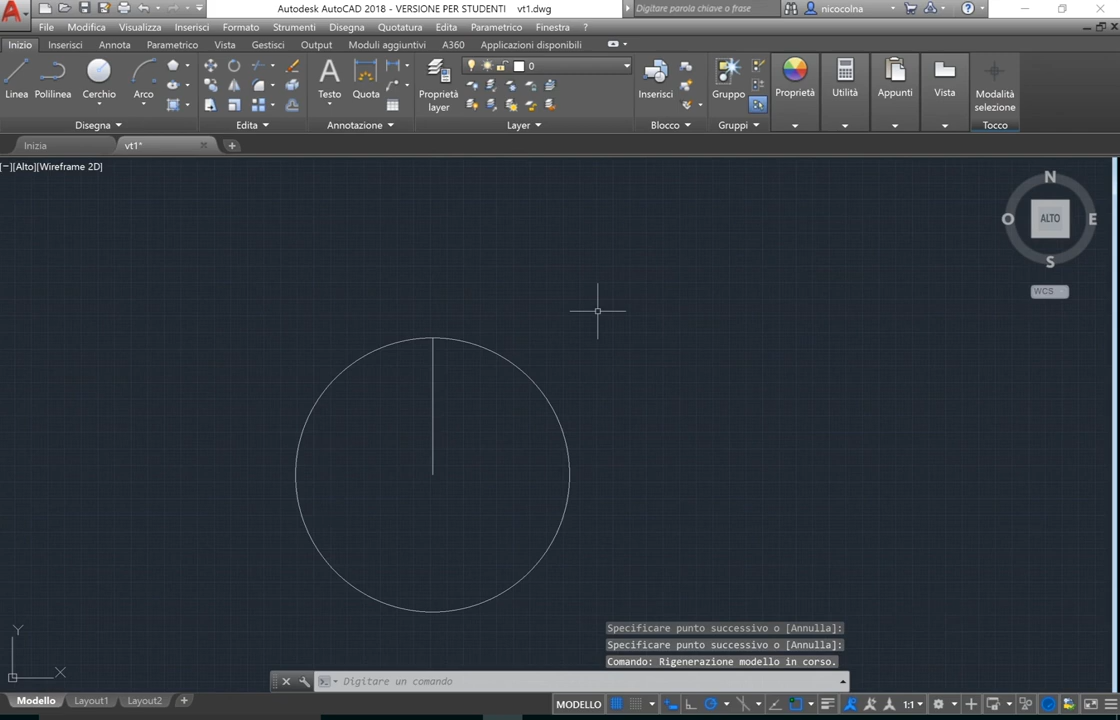 Autodesk AutoCAD 2018 - VERSIONE PER STUDENTI vt1.dwg
Digitare parola chiave o frase
nicocolna
File Modifica Visualizza Inserisci Formato Strumenti Disegna Quotatura Edita Parametrico Finestra ?
Inizio Inserisci Annota Parametrico Vista Gestisci Output Moduli aggiuntivi A360 Applicazioni disponibili
0
Linea Polilinea Cerchio Arco Testo Quota Proprietà layer Inserisci Gruppo Proprietà Utilità Appunti Vista Modalità selezione
Disegna Edita Annotazione Layer Blocco Gruppi Tocco
Inizia vt1*
[−][Alto][Wireframe 2D]
N
O ALTO E
S
WCS
Specificare punto successivo o [Annulla]:
Specificare punto successivo o [Annulla]:
Comando: Rigenerazione modello in corso.
Y
X
Digitare un comando
Modello Layout1 Layout2 + MODELLO 1:1